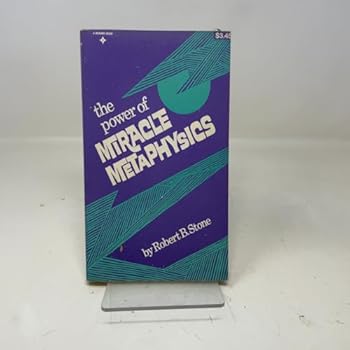 $3.45
the
power of
MIRACLE
METAPHYSICS
by Robert B. Stone